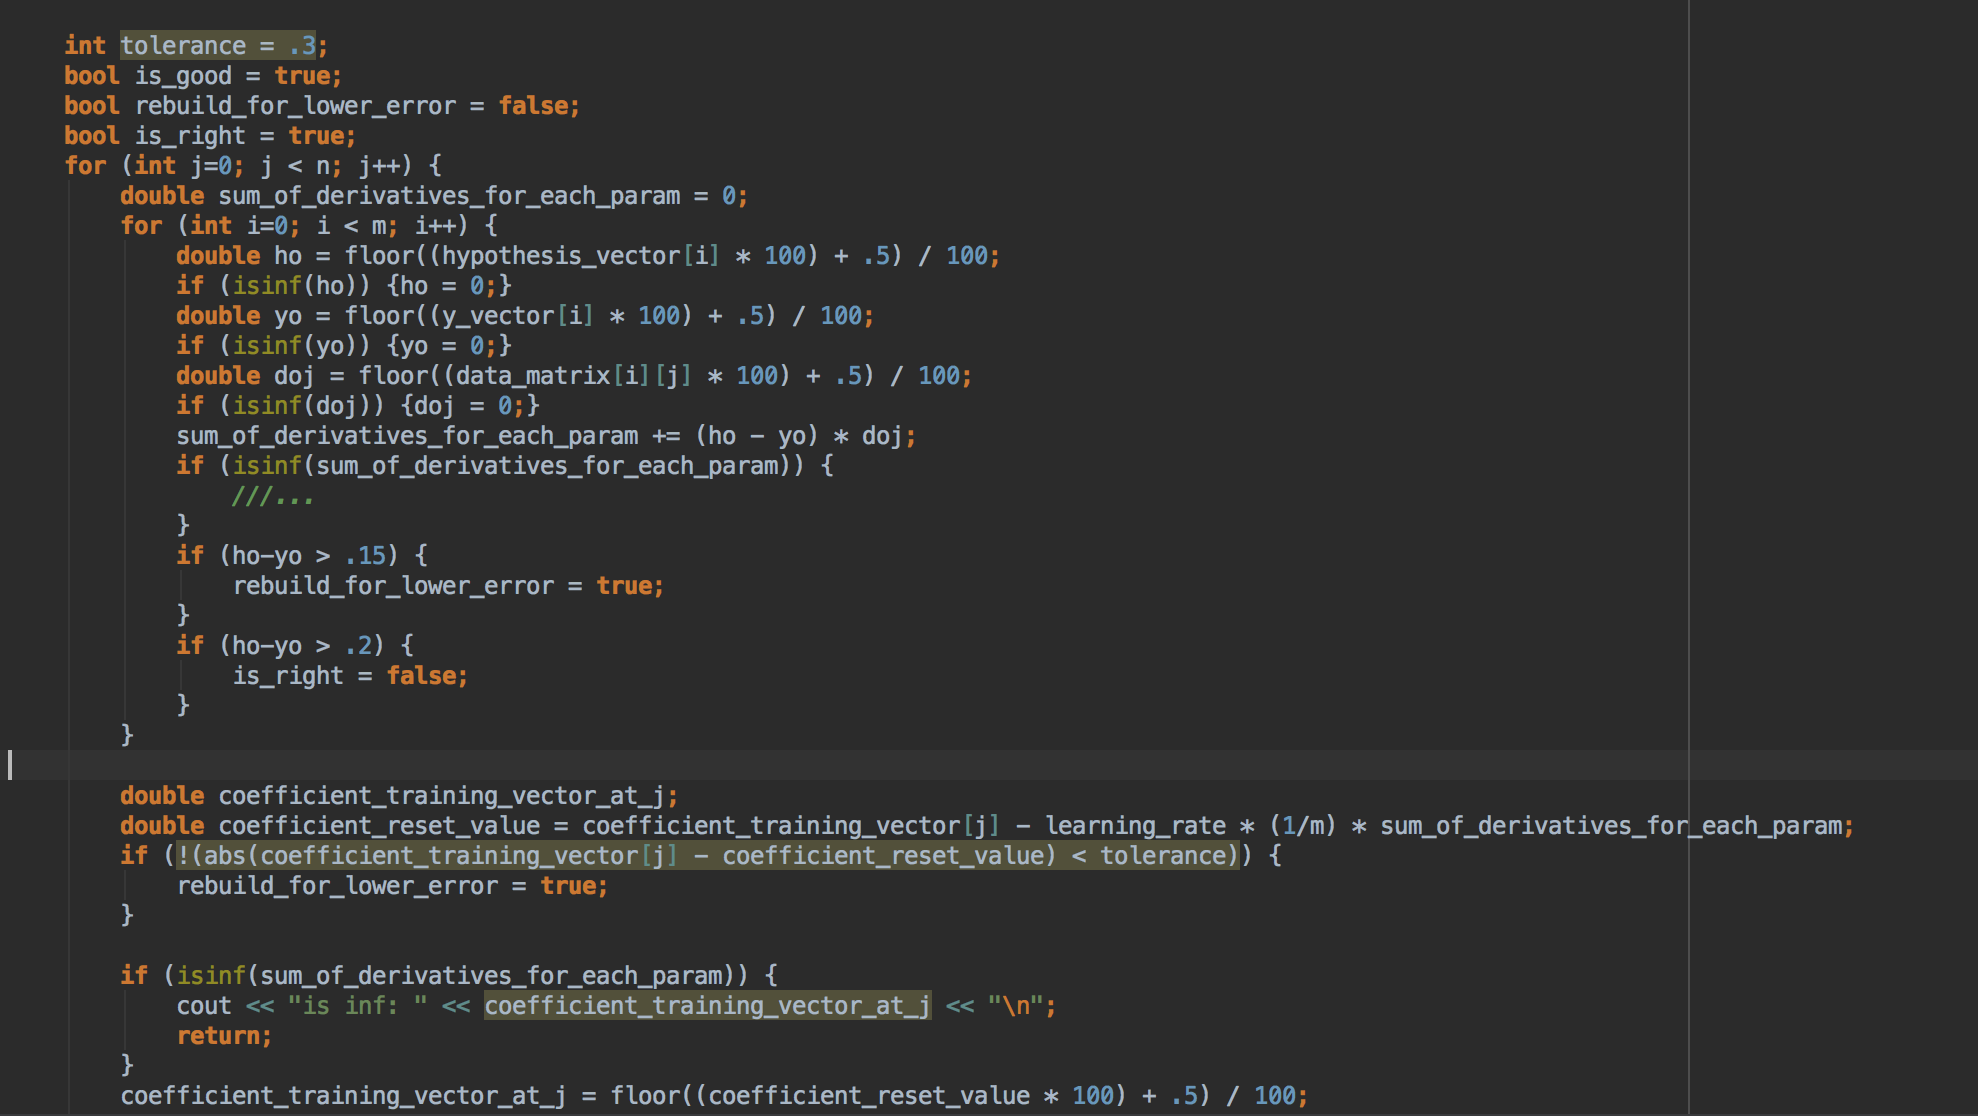 int tolerance = .3;
bool is_good = true;
bool rebuild_for_lower_error = false;
bool is_right = true;
for (int j=0; j < n; j++) {
    double sum_of_derivatives_for_each_param = 0;
    for (int i=0; i < m; i++) {
        double ho = floor((hypothesis_vector[i] * 100) + .5) / 100;
        if (isinf(ho)) {ho = 0;}
        double yo = floor((y_vector[i] * 100) + .5) / 100;
        if (isinf(yo)) {yo = 0;}
        double doj = floor((data_matrix[i][j] * 100) + .5) / 100;
        if (isinf(doj)) {doj = 0;}
        sum_of_derivatives_for_each_param += (ho - yo) * doj;
        if (isinf(sum_of_derivatives_for_each_param)) {
            ///...
        }
        if (ho-yo > .15) {
            rebuild_for_lower_error = true;
        }
        if (ho-yo > .2) {
            is_right = false;
        }
    }
    double coefficient_training_vector_at_j;
    double coefficient_reset_value = coefficient_training_vector[j] - learning_rate * (1/m) * sum_of_derivatives_for_each_param;
    if (!(abs(coefficient_training_vector[j] - coefficient_reset_value) < tolerance)) {
        rebuild_for_lower_error = true;
    }
    if (isinf(sum_of_derivatives_for_each_param)) {
        cout << "is inf: " << coefficient_training_vector_at_j << "\n";
        return;
    }
    coefficient_training_vector_at_j = floor((coefficient_reset_value * 100) + .5) / 100;